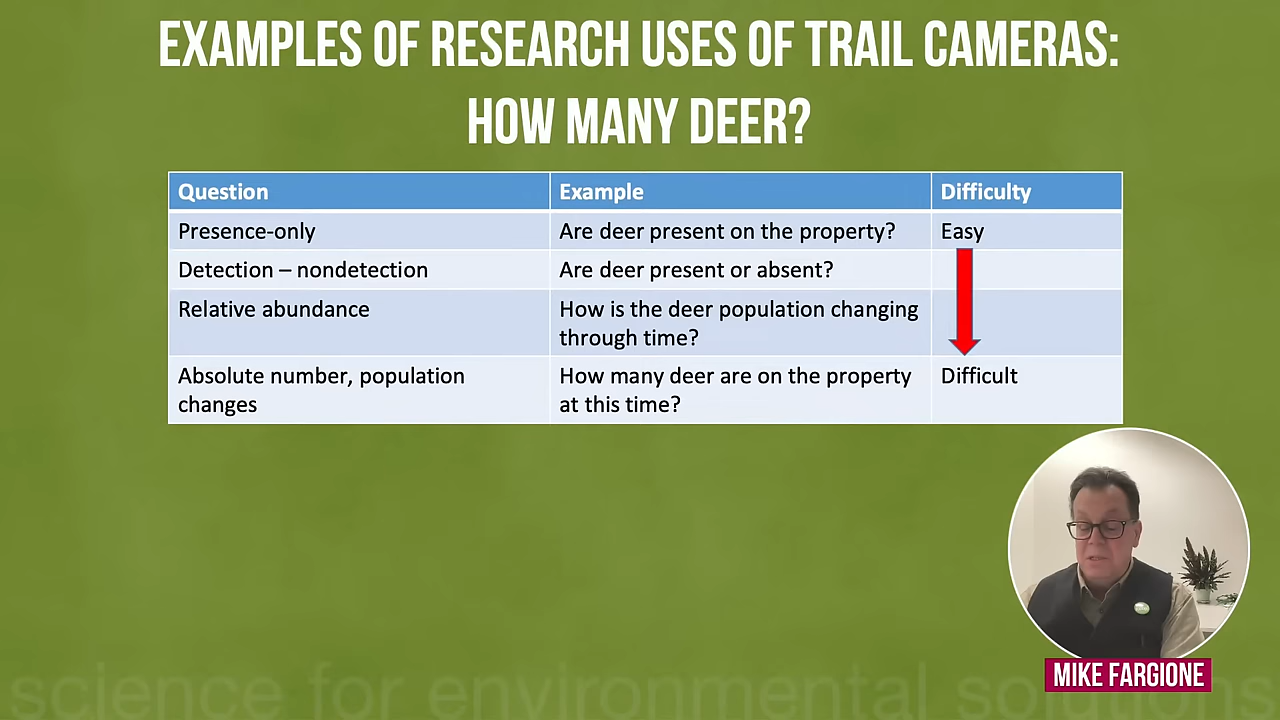 EXAMPLES OF RESEARCH USES OF TRAIL CAMERAS:
HOW MANY DEER?
Question Example Difficulty
Presence-only Are deer present on the property? Easy
Detection – nondetection Are deer present or absent?
Relative abundance How is the deer population changing
through time?
Absolute number, population How many deer are on the property Difficult
changes at this time?
MIKE FARGIONE
science for environmental solutions